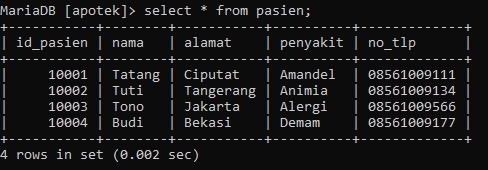 MariaDB [apotek]> select * from pasien;
+-----------+--------+-----------+----------+-------------+
| id_pasien | nama   | alamat    | penyakit | no_tlp      |
+-----------+--------+-----------+----------+-------------+
|     10001 | Tatang | Ciputat   | Amandel  | 08561009111 |
|     10002 | Tuti   | Tangerang | Animia   | 08561009134 |
|     10003 | Tono   | Jakarta   | Alergi   | 08561009566 |
|     10004 | Budi   | Bekasi    | Demam    | 08561009177 |
+-----------+--------+-----------+----------+-------------+
4 rows in set (0.002 sec)